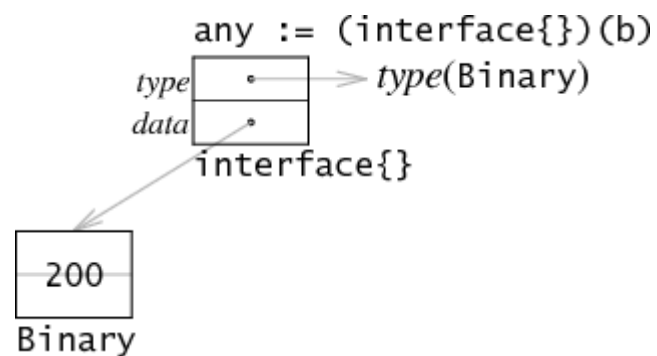 any := (interface{})(b)
type
type(Binary)
data
interface{}
200
Binary